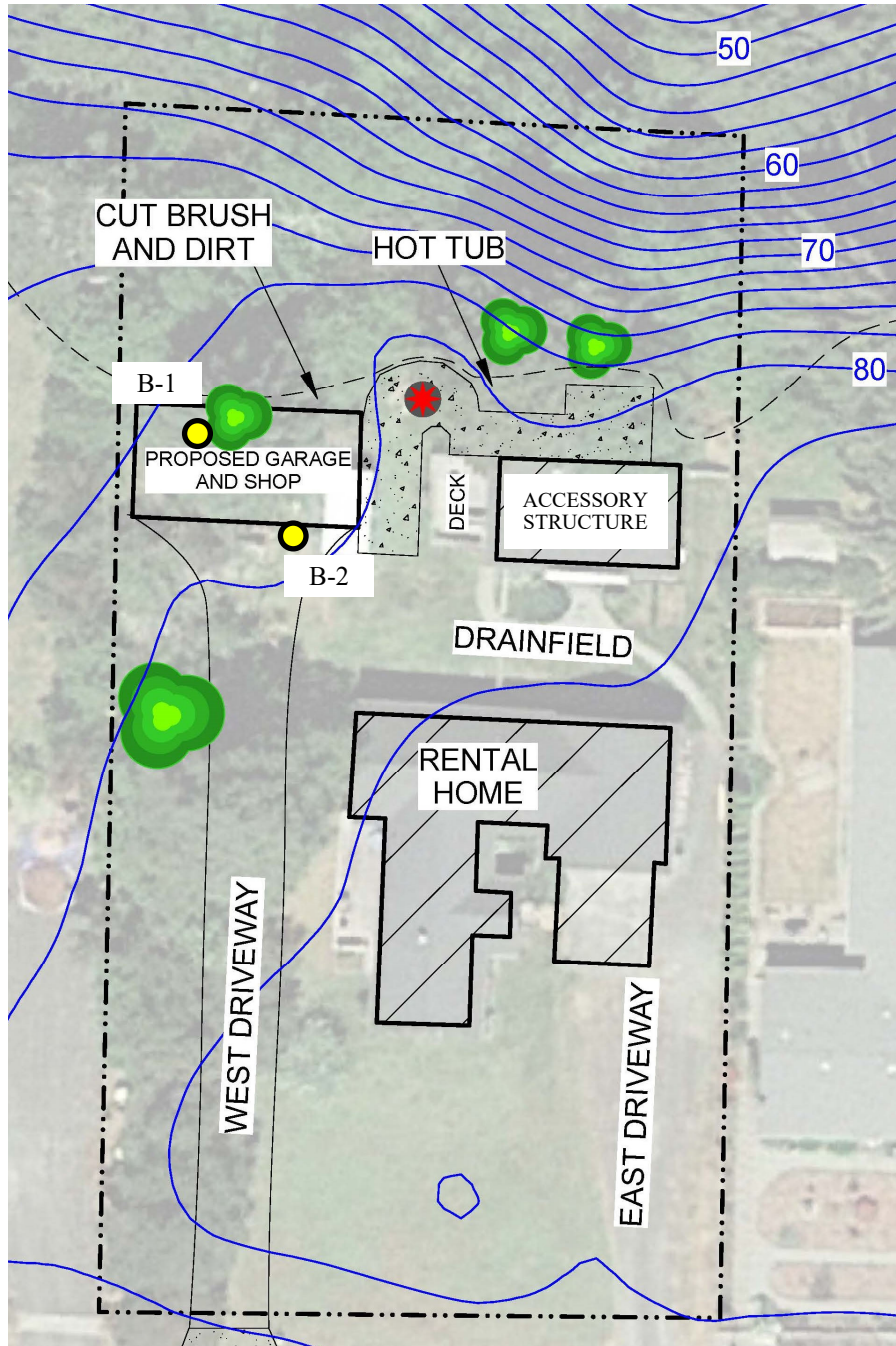 50
60
CUT BRUSH
AND DIRT
HOT TUB
70
80
B-1
PROPOSED GARAGE
AND SHOP
DECK
ACCESSORY
STRUCTURE
B-2
DRAINFIELD
RENTAL
HOME
WEST DRIVEWAY
EAST DRIVEWAY